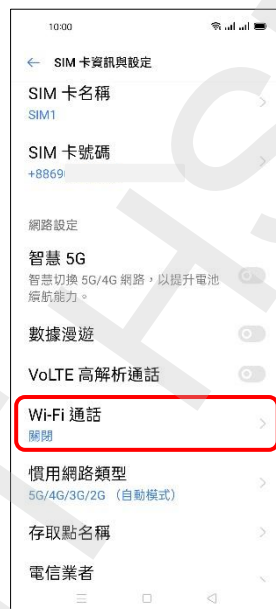 10:00
← SIM 卡資訊與設定
SIM 卡名稱
SIM1
SIM 卡號碼
+8869
網路設定
智慧 5G
智慧切換 5G/4G 網路,以提升電池
續航能力。
數據漫遊
VoLTE 高解析通話
Wi-Fi 通話
關閉
慣用網路類型
5G/4G/3G/2G (自動模式)
存取點名稱
電信業者